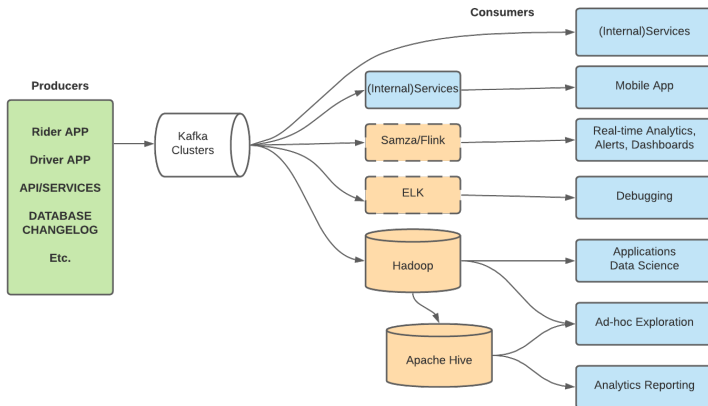 Consumers
(Internal)Services
Producers
(Internal)Services
Mobile App
Rider APP
Driver APP
API/SERVICES
DATABASE
CHANGELOG
Etc.
Kafka
Clusters
Samza/Flink
Real-time Analytics,
Alerts, Dashboards
ELK
Debugging
Hadoop
Applications
Data Science
Ad-hoc Exploration
Apache Hive
Analytics Reporting